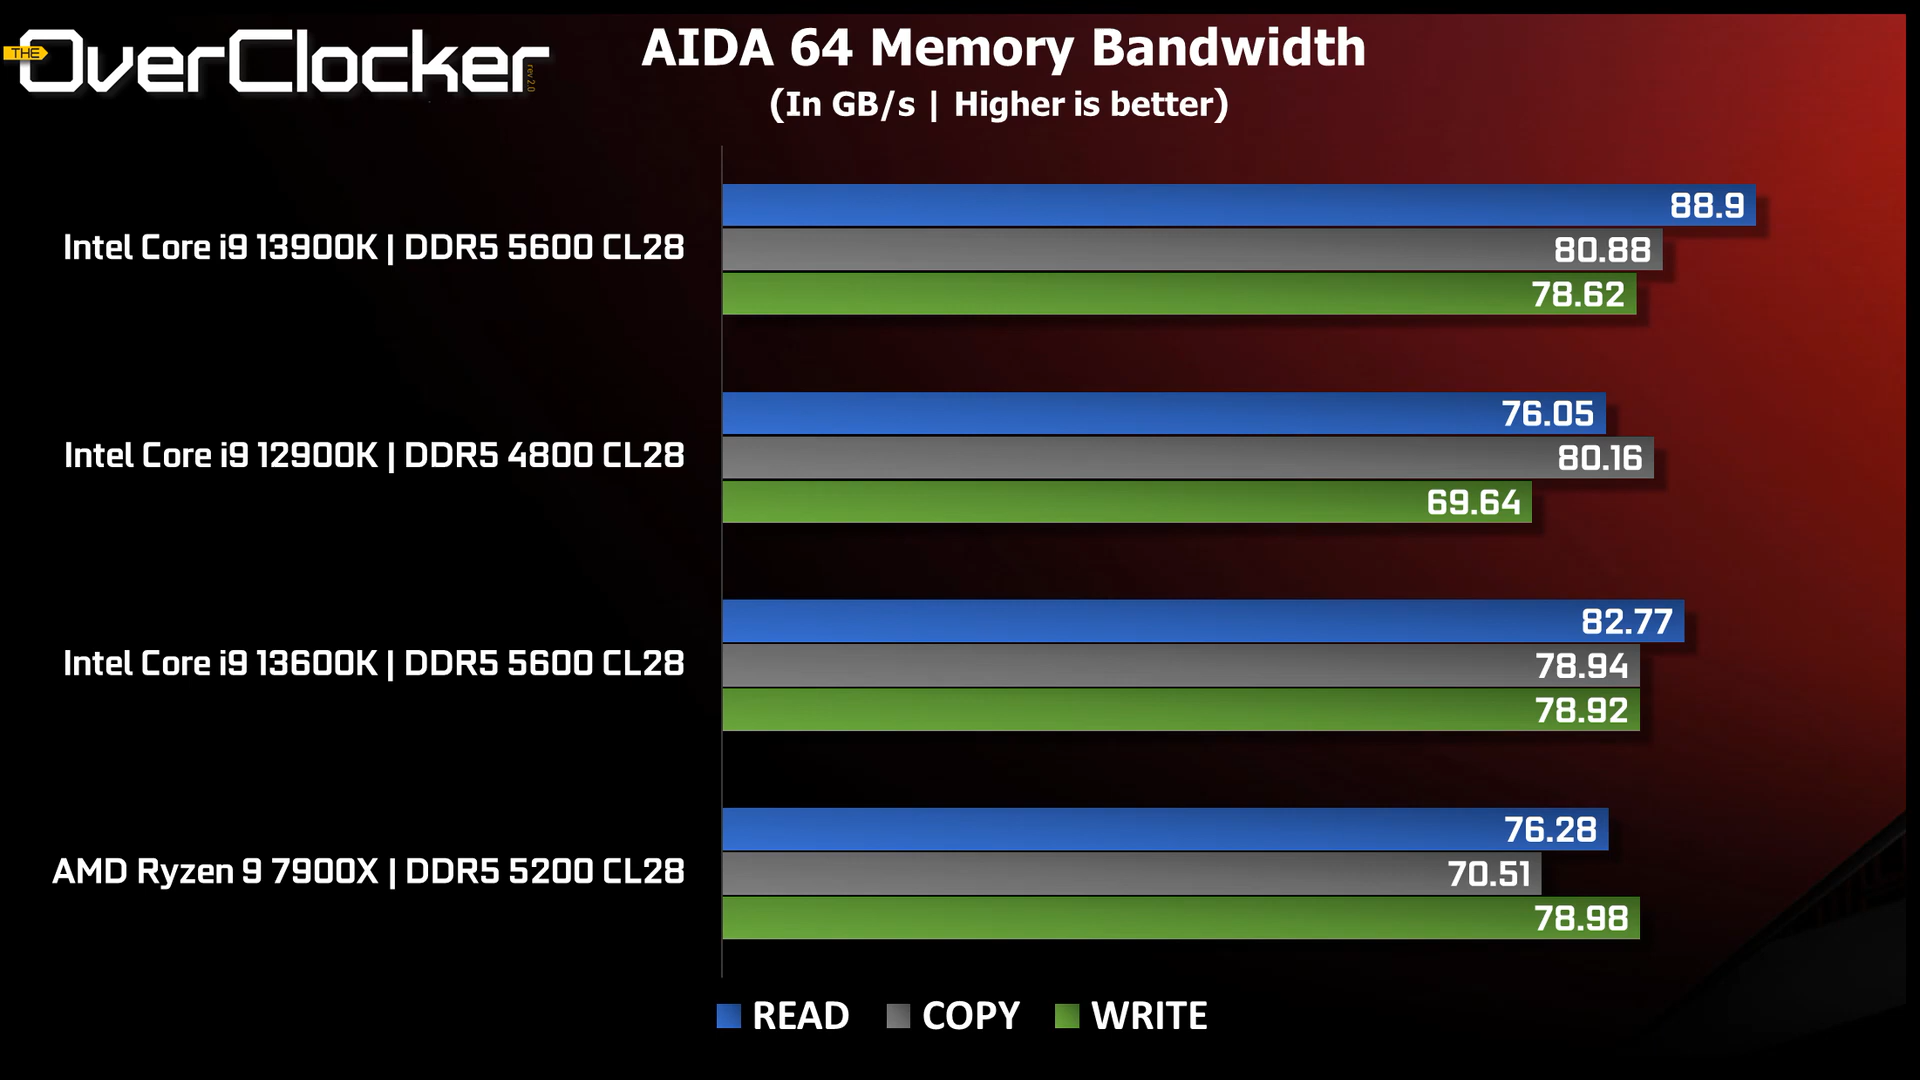 THE OverClocker rev 2.0
AIDA 64 Memory Bandwidth
(In GB/s | Higher is better)
Intel Core i9 13900K | DDR5 5600 CL28
88.9
80.88
78.62
Intel Core i9 12900K | DDR5 4800 CL28
76.05
80.16
69.64
Intel Core i9 13600K | DDR5 5600 CL28
82.77
78.94
78.92
AMD Ryzen 9 7900X | DDR5 5200 CL28
76.28
70.51
78.98
READ COPY WRITE